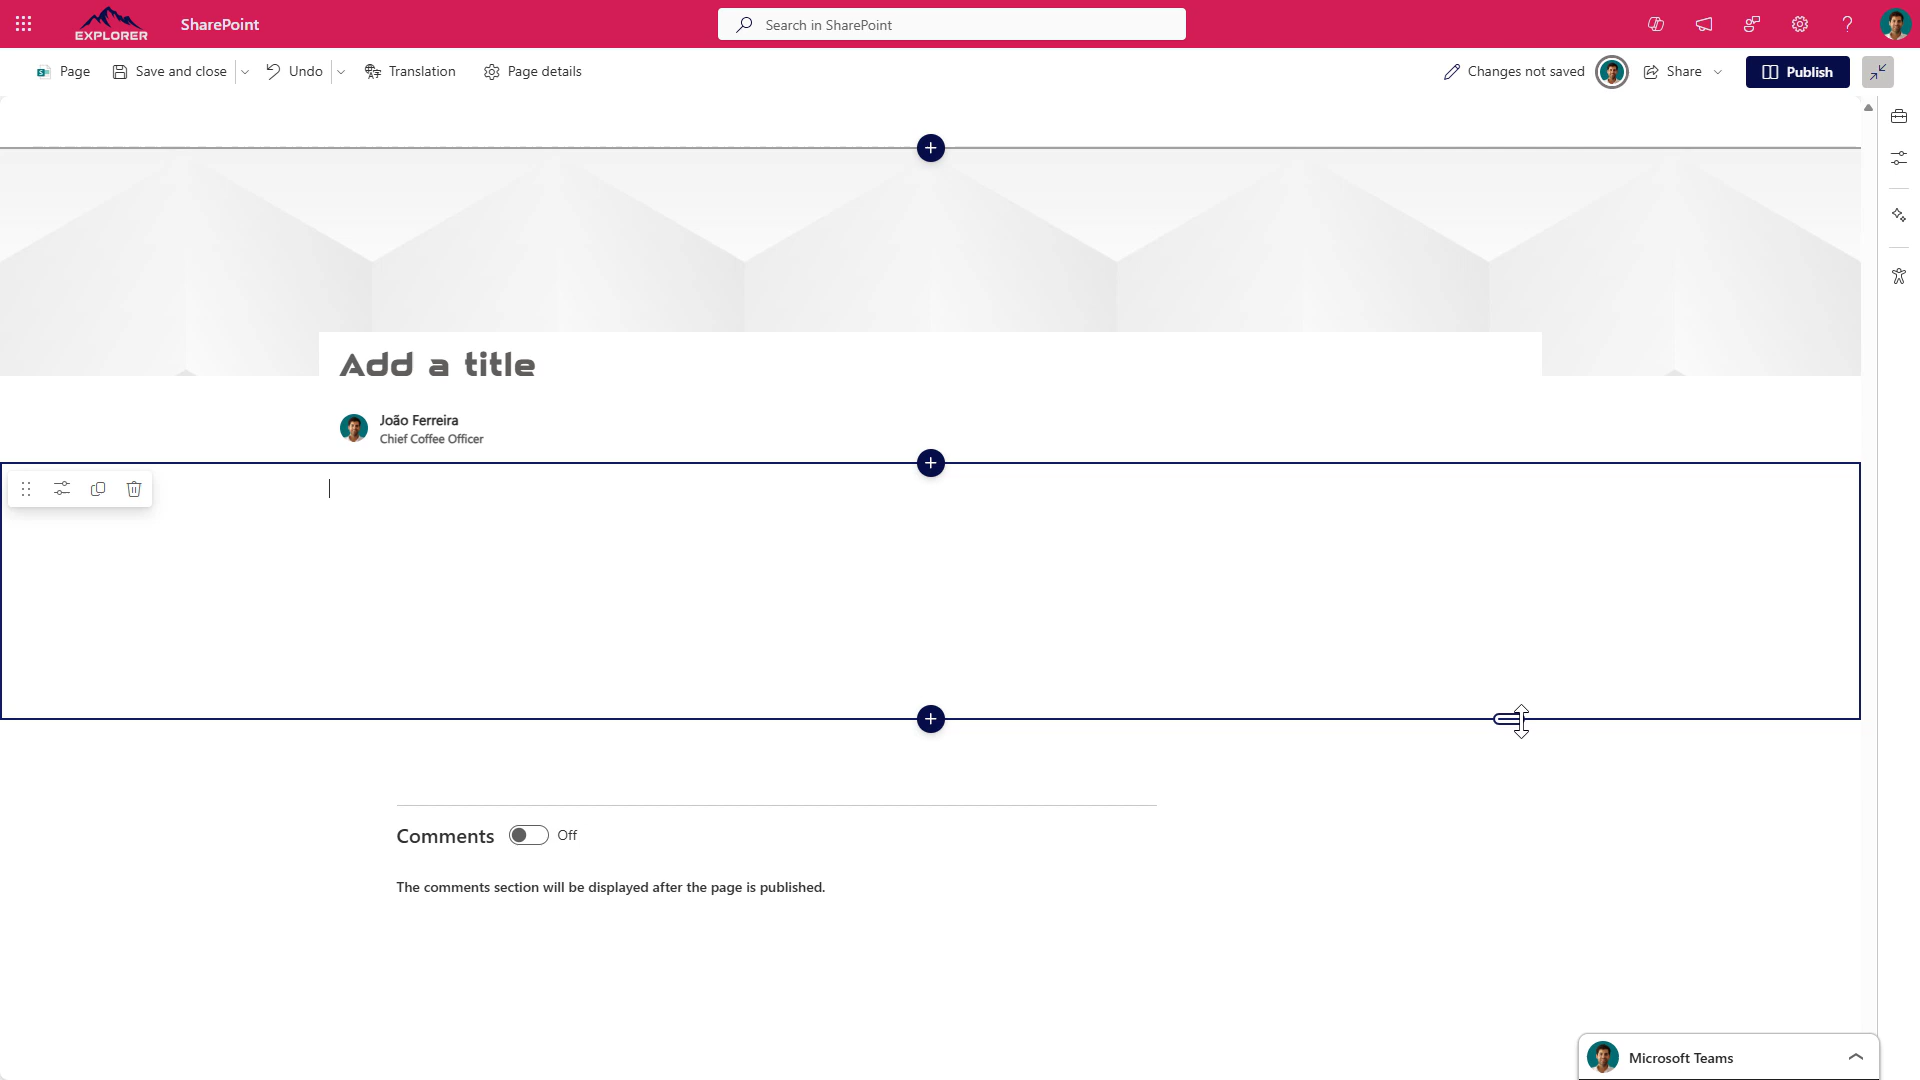 EXPLORER
SharePoint
Search in SharePoint
Page
Save and close
Undo
Translation
Page details
Changes not saved
Share
Publish
Add a title
João Ferreira
Chief Coffee Officer
Comments
Off
The comments section will be displayed after the page is published.
Microsoft Teams